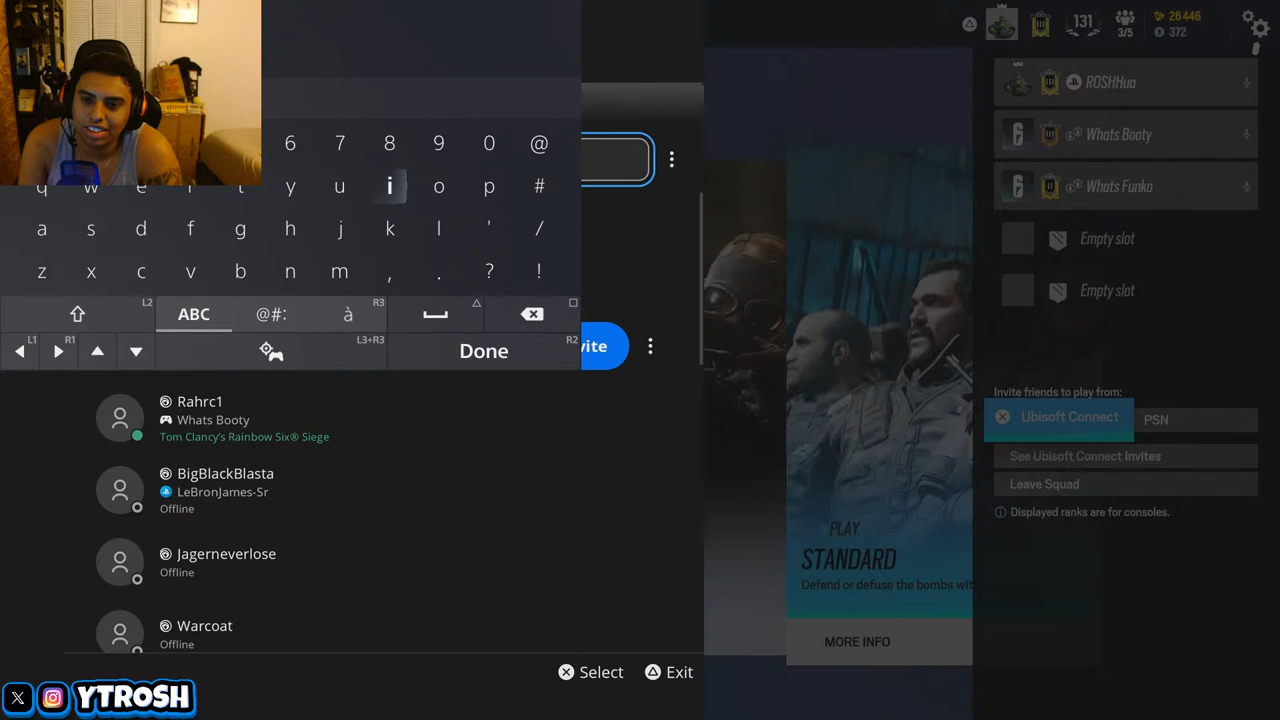 131
3/5
26 446
372
ROSHHua
Whats Booty
Whats Funko
Empty slot
Empty slot
6 7 8 9 0 @
q w e r t y u i o p #
a s d f g h j k l ' /
z x c v b n m , . ? !
L2 ABC @#: à R3
L1 R1 L3+R3 Done R2
vite
Rahrc1
Whats Booty
Tom Clancy's Rainbow Six® Siege
BigBlackBlasta
LeBronJames-Sr
Offline
Jagerneverlose
Offline
Warcoat
Offline
Select Exit
PLAY
STANDARD
Defend or defuse the bombs wit
MORE INFO
Invite friends to play from:
Ubisoft Connect PSN
See Ubisoft Connect Invites
Leave Squad
Displayed ranks are for consoles.
YTROSH